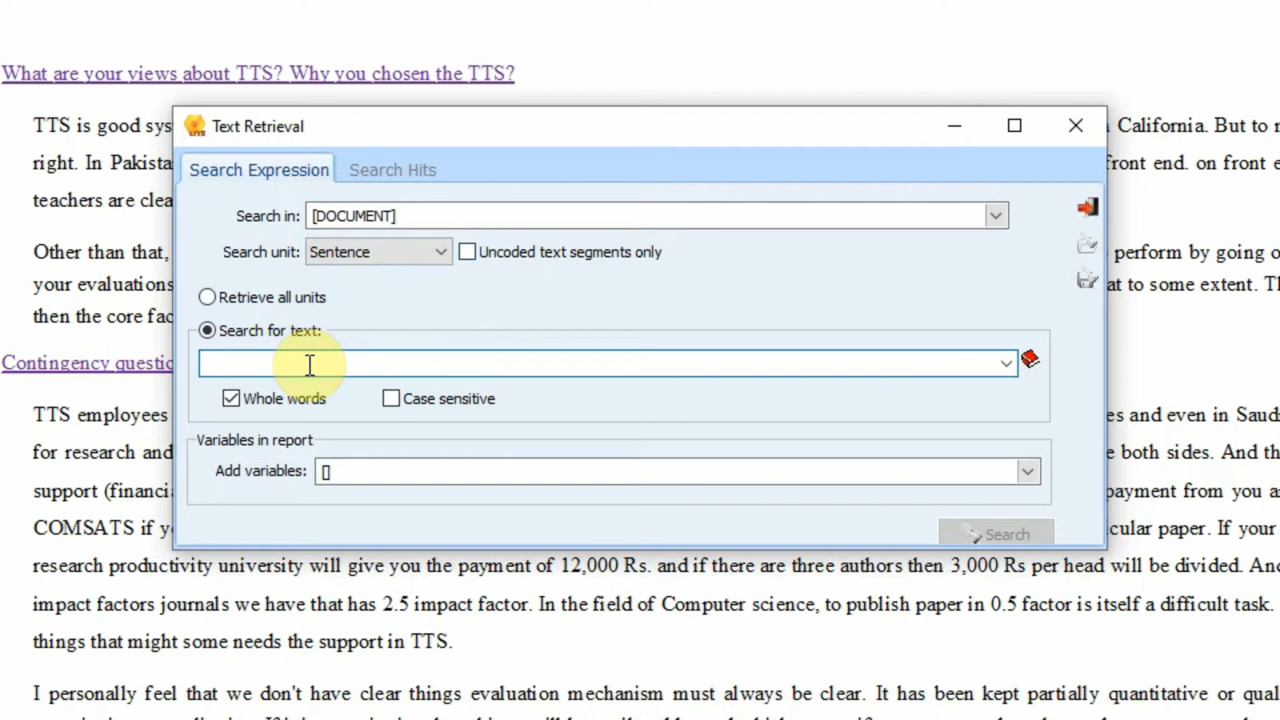 What are your views about TTS? Why you chosen the TTS?
Text Retrieval
TTS is good sys California. But to
Search Expression Search Hits
right. In Pakista front end. on front
teachers are clea
Search in: [DOCUMENT]
Other than that, Search unit: Sentence Uncoded text segments only perform by going
your evaluations at to some extent.
Retrieve all units
then the core fac
Search for text:
Contingency questio
Whole words Case sensitive
TTS employees es and even in Saud
Variables in report
for research and e both sides. And
Add variables: []
support (financi payment from you
COMSATS if y Search cular paper. If your
research productivity university will give you the payment of 12,000 Rs. and if there are three authors then 3,000 Rs per head will be divided. And
impact factors journals we have that has 2.5 impact factor. In the field of Computer science, to publish paper in 0.5 factor is itself a difficult task.
things that might some needs the support in TTS.
I personally feel that we don't have clear things evaluation mechanism must always be clear. It has been kept partially quantitative or qual